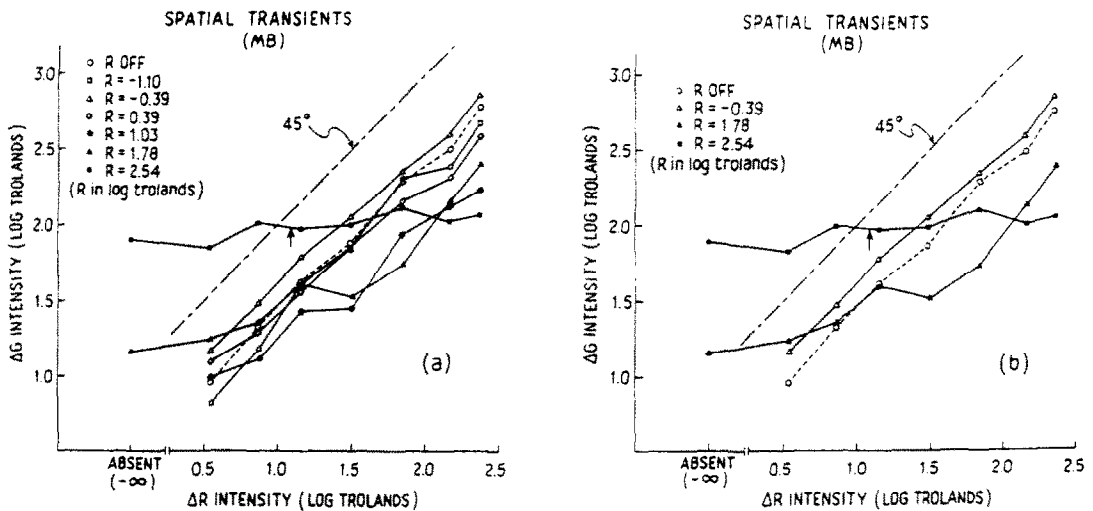 SPATIAL TRANSIENTS
(MB)
R OFF
R = -1.10
R = -0.39
R = 0.39
R = 1.03
R = 1.78
R = 2.54
(R in log trolands)
45°
3.0
2.5
2.0
1.5
1.0
ΔG INTENSITY (LOG TROLANDS)
(a)
ABSENT
(-∞)
0.5 1.0 1.5 2.0 2.5
ΔR INTENSITY (LOG TROLANDS)
SPATIAL TRANSIENTS
(MB)
R OFF
R = -0.39
R = 1.78
R = 2.54
(R in log trolands)
45°
3.0
2.5
2.0
1.5
1.0
ΔG INTENSITY (LOG TROLANDS)
(b)
ABSENT
(-∞)
0.5 1.0 1.5 2.0 2.5
ΔR INTENSITY (LOG TROLANDS)